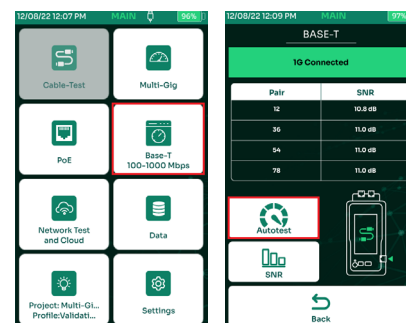 12/08/22 12:07 PM MAIN 96%
Cable-Test
Multi-Gig
PoE
Base-T
100-1000 Mbps
Network Test
and Cloud
Data
Project: Multi-Gi...
Profile:Validati...
Settings
12/08/22 12:09 PM MAIN 97%
BASE-T
1G Connected
Pair SNR
12 10.8 dB
36 11.0 dB
54 11.0 dB
78 11.0 dB
Autotest
SNR
Back